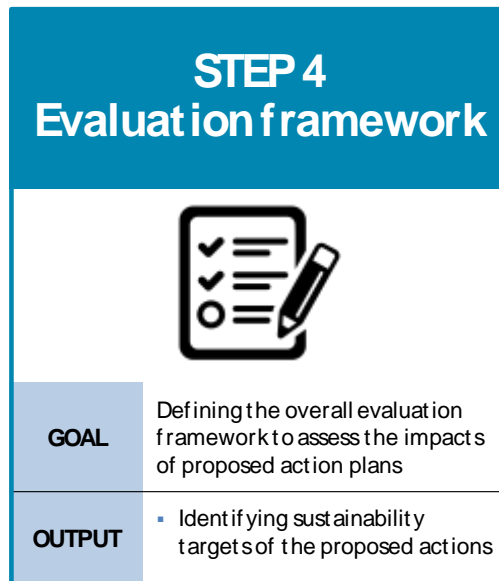 STEP 4
Evaluation framework
GOAL
Defining the overall evaluation
framework to assess the impacts
of proposed action plans
OUTPUT
▪ Identifying sustainability
targets of the proposed actions